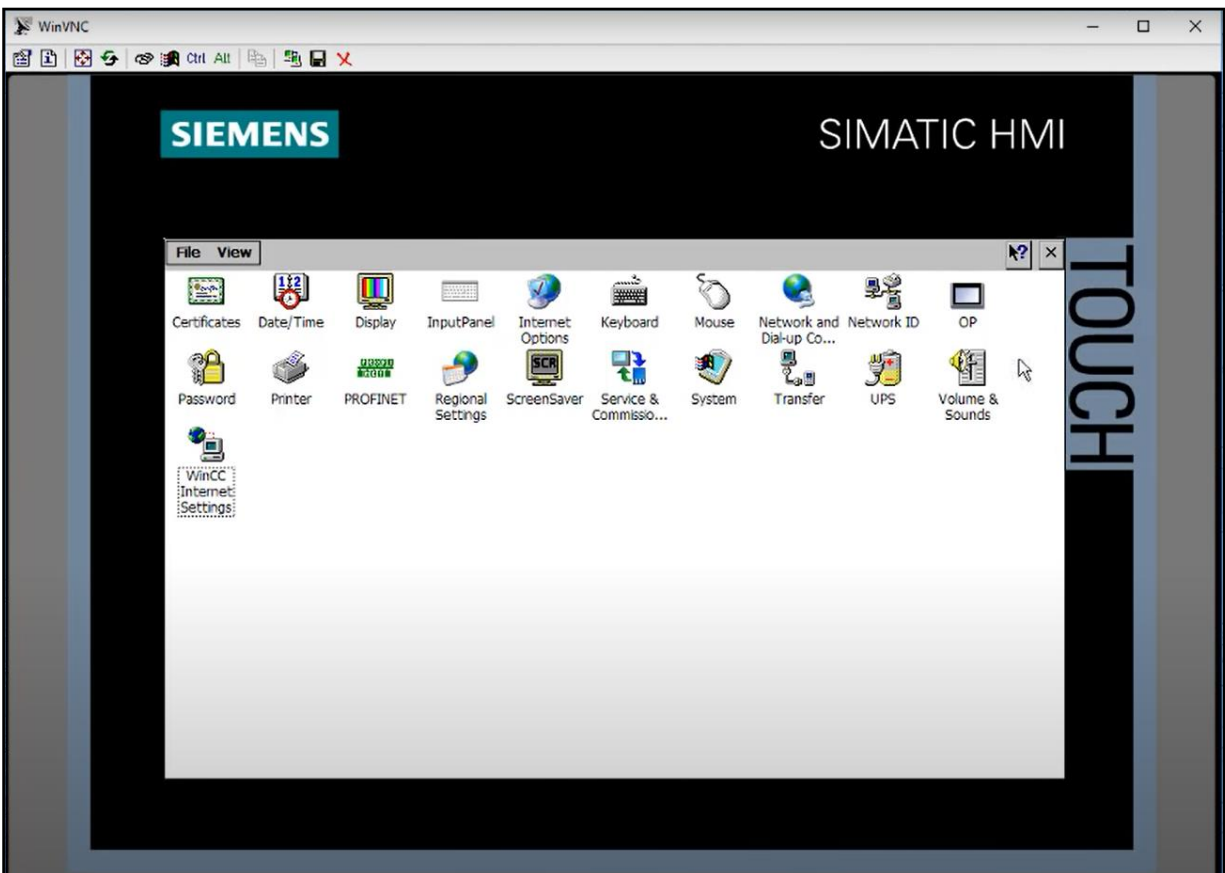 WinVNC
Ctrl Alt
SIEMENS
SIMATIC HMI
TOUCH
File View
Certificates
Date/Time
Display
InputPanel
Internet
Options
Keyboard
Mouse
Network and
Dial-up Co...
Network ID
OP
Password
Printer
PROFINET
Regional
Settings
SCR
ScreenSaver
Service &
Commissio...
System
Transfer
UPS
Volume &
Sounds
WinCC
Internet
Settings